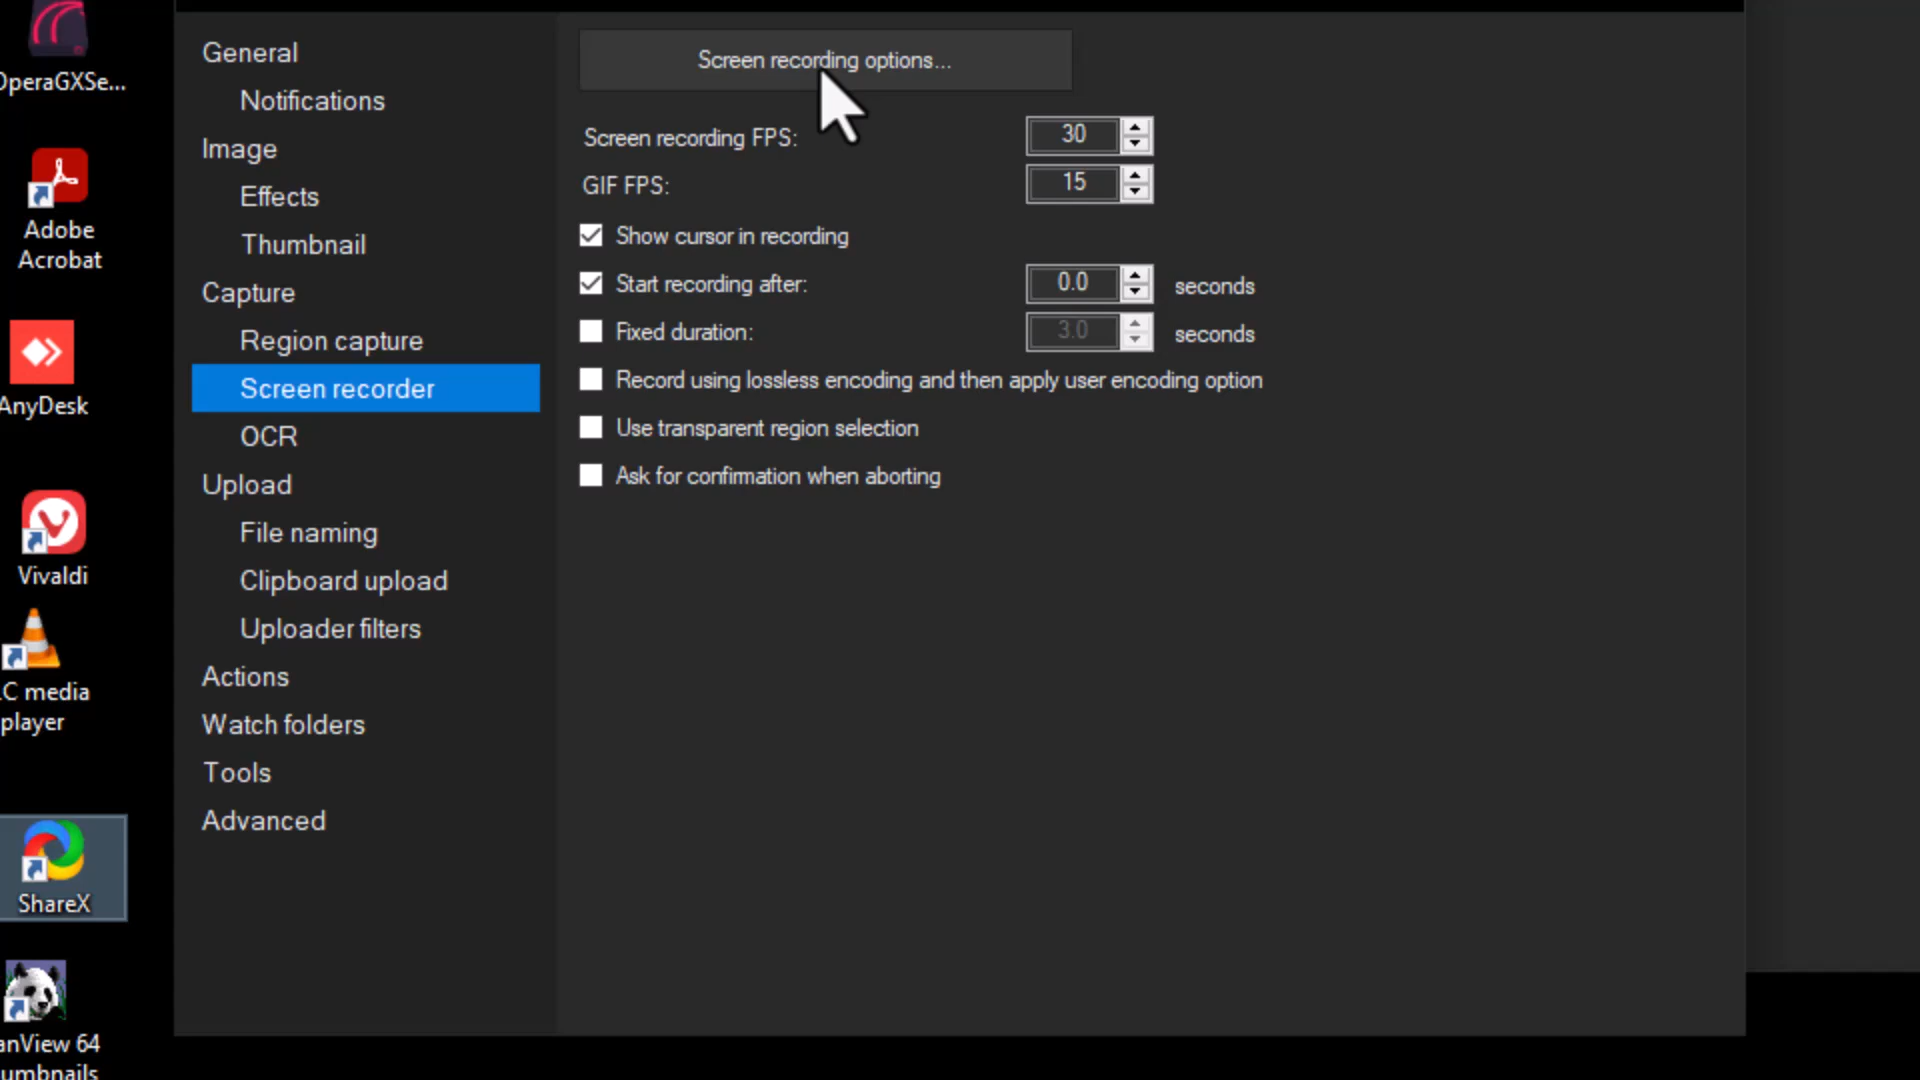 OperaGXSe...
Adobe
Acrobat
AnyDesk
Vivaldi
LC media
player
ShareX
anView 64
umbnails
General
Notifications
Image
Effects
Thumbnail
Capture
Region capture
Screen recorder
OCR
Upload
File naming
Clipboard upload
Uploader filters
Actions
Watch folders
Tools
Advanced
Screen recording options...
Screen recording FPS: 30
GIF FPS: 15
Show cursor in recording
Start recording after: 0.0 seconds
Fixed duration: 3.0 seconds
Record using lossless encoding and then apply user encoding option
Use transparent region selection
Ask for confirmation when aborting